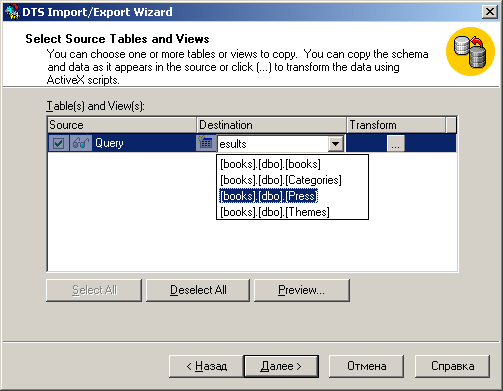 DTS Import/Export Wizard
Select Source Tables and Views
You can choose one or more tables or views to copy. You can copy the schema
and data as it appears in the source or click (...) to transform the data using
ActiveX scripts.
Table(s) and View(s):
Source Destination Transform
Query esults ...
[books].[dbo].[books]
[books].[dbo].[Categories]
[books].[dbo].[Press]
[books].[dbo].[Themes]
Select All Deselect All Preview...
< Назад Далее > Отмена Справка